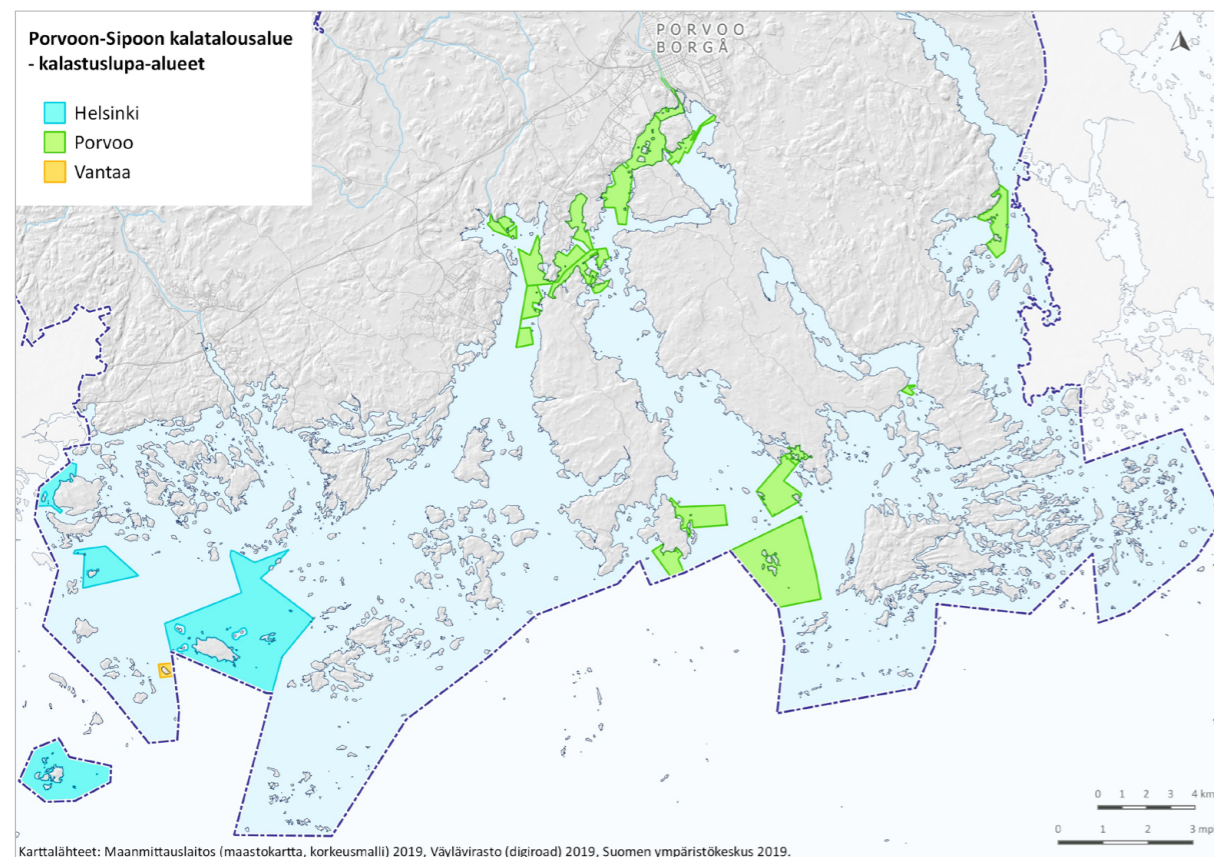 Porvoon-Sipoon kalatalousalue
- kalastuslupa-alueet
Helsinki
Porvoo
Vantaa
PORVOO
BORGÅ
0 1 2 3 4 km
0 1 2 3 mpk
Karttalähteet: Maanmittauslaitos (maastokartta, korkeusmalli) 2019, Väylävirasto (digiroad) 2019, Suomen ympäristökeskus 2019.